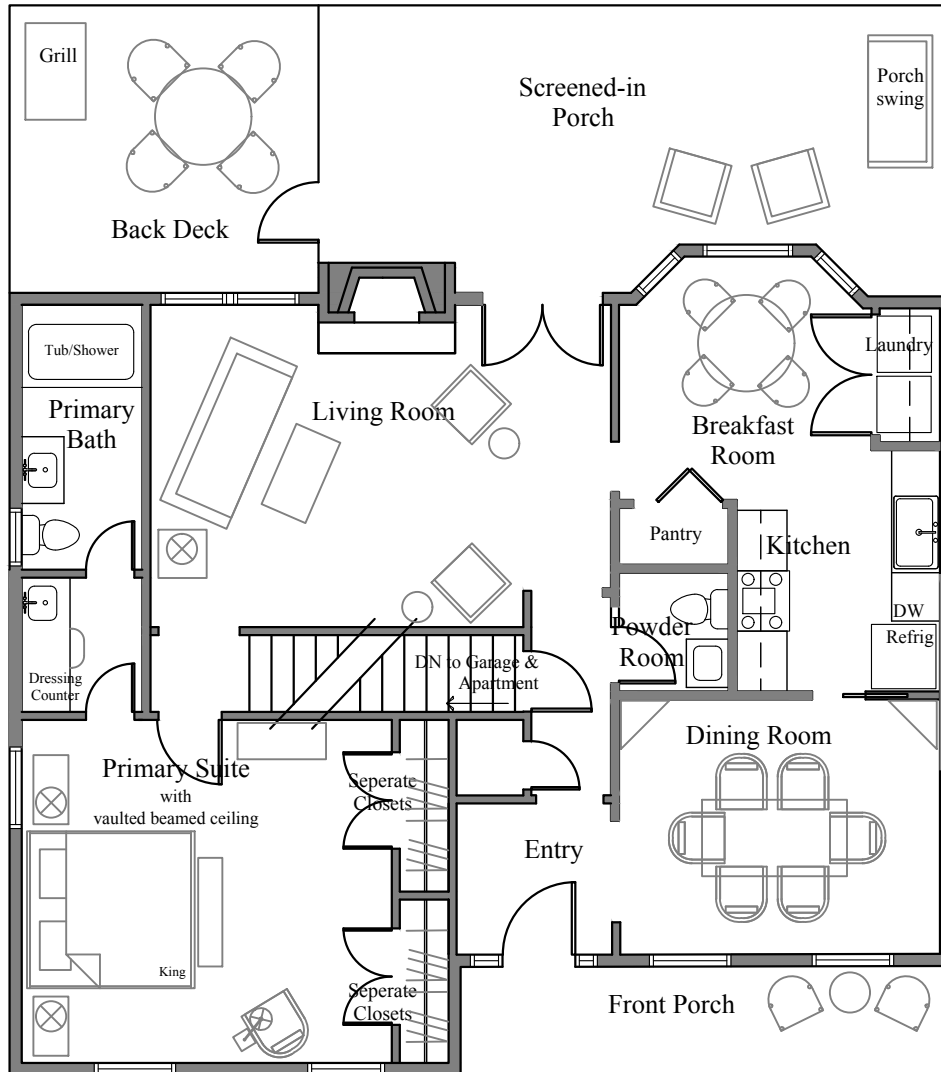 Grill
Screened-in
Porch
Porch
swing
Back Deck
Tub/Shower
Laundry
Primary
Bath
Living Room
Breakfast
Room
Pantry
Kitchen
DW
Powder
Room
Refrig
DN to Garage &
Apartment
Dressing
Counter
Dining Room
Primary Suite
with
vaulted beamed ceiling
Seperate
Closets
Entry
King
Seperate
Closets
Front Porch